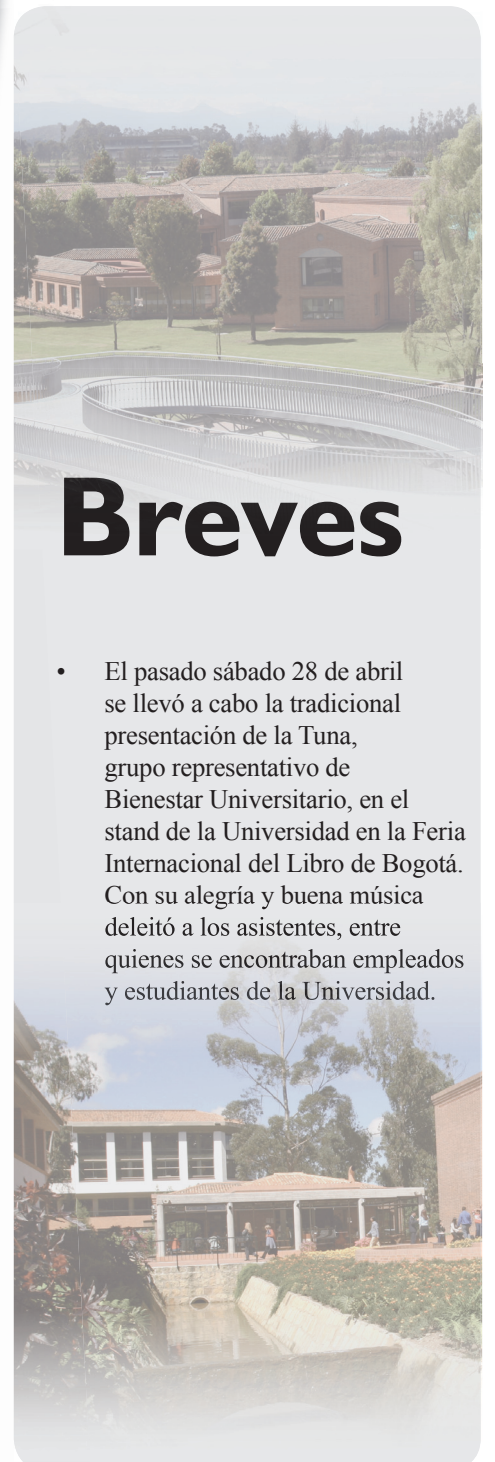 Breves
• El pasado sábado 28 de abril
se llevó a cabo la tradicional
presentación de la Tuna,
grupo representativo de
Bienestar Universitario, en el
stand de la Universidad en la Feria
Internacional del Libro de Bogotá.
Con su alegría y buena música
deleitó a los asistentes, entre
quienes se encontraban empleados
y estudiantes de la Universidad.